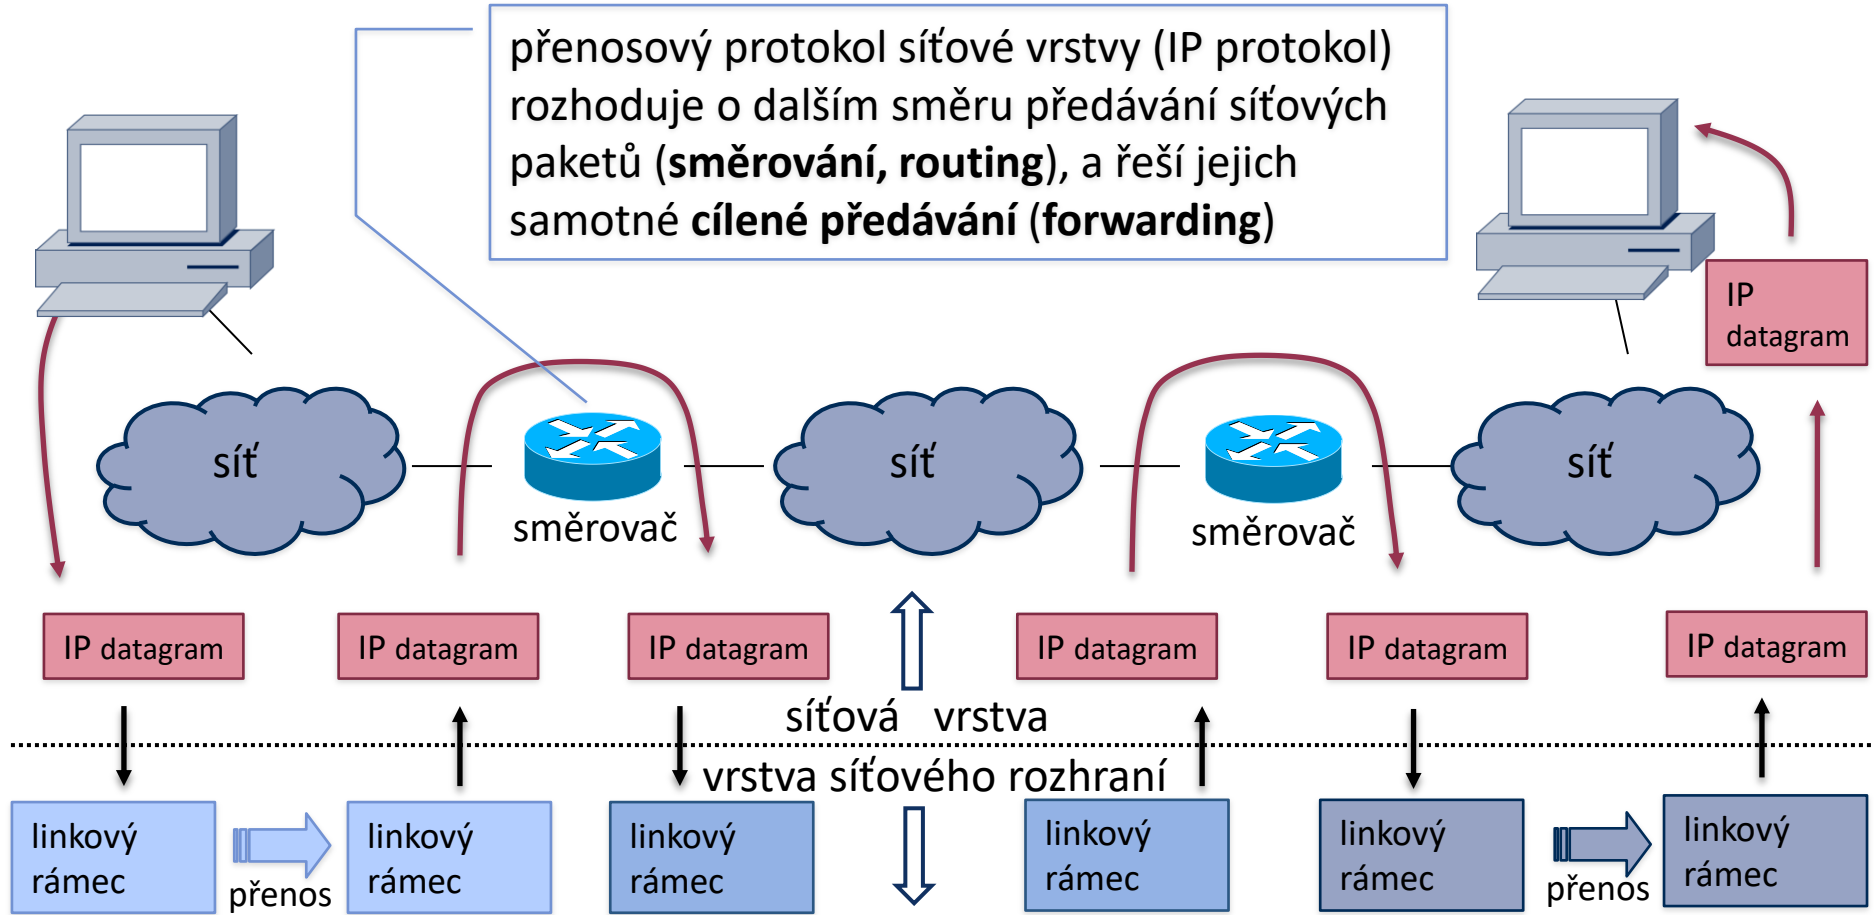 přenosový protokol síťové vrstvy (IP protokol)
rozhoduje o dalším směru předávání síťových
paketů (směrování, routing), a řeší jejich
samotné cílené předávání (forwarding)
IP
datagram
síť
síť
síť
směrovač
směrovač
IP datagram
IP datagram
IP datagram
IP datagram
IP datagram
IP datagram
síťová vrstva
vrstva síťového rozhraní
linkový
rámec
přenos
linkový
rámec
linkový
rámec
linkový
rámec
linkový
rámec
přenos
linkový
rámec